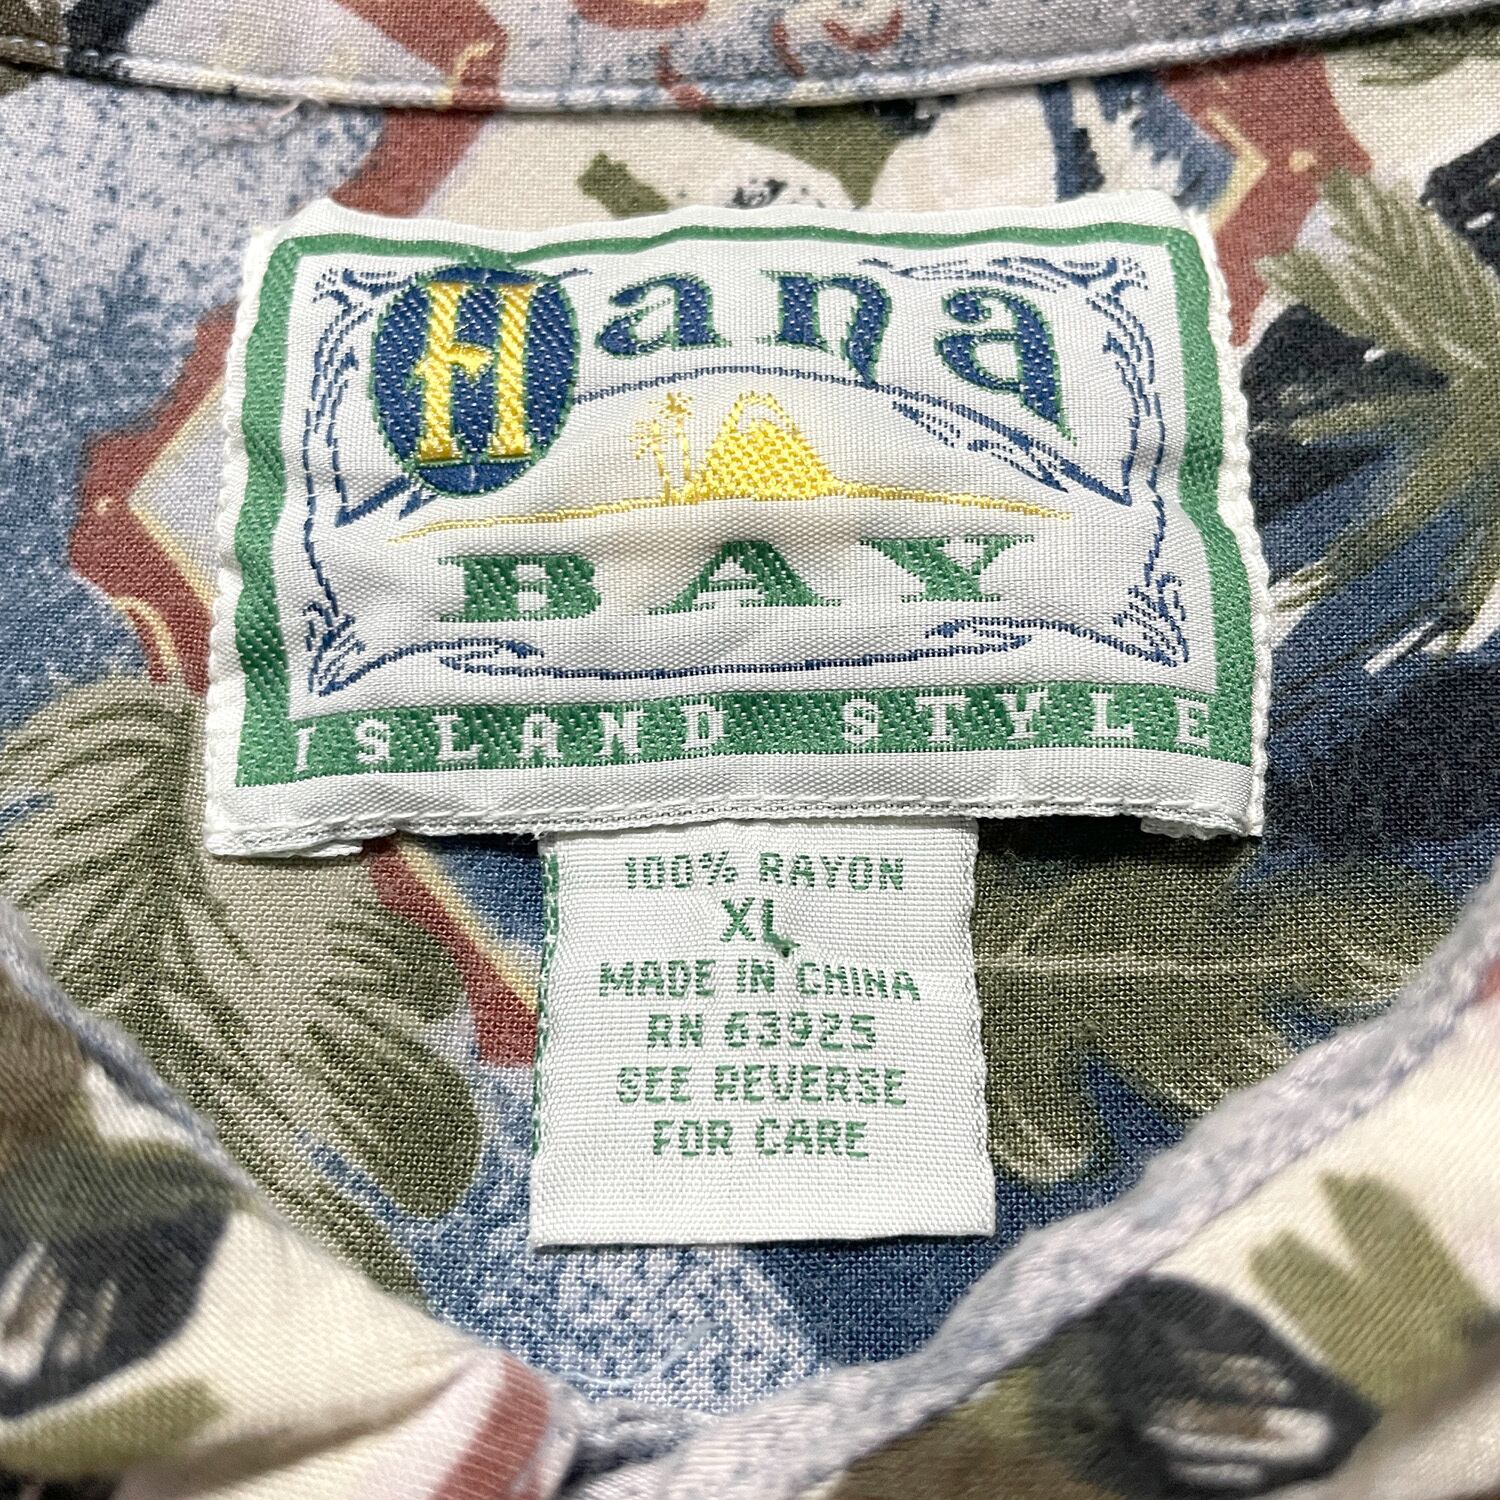 Hana
BAY
ISLAND STYLE
100% RAYON
XL
MADE IN CHINA
RN 63925
SEE REVERSE
FOR CARE